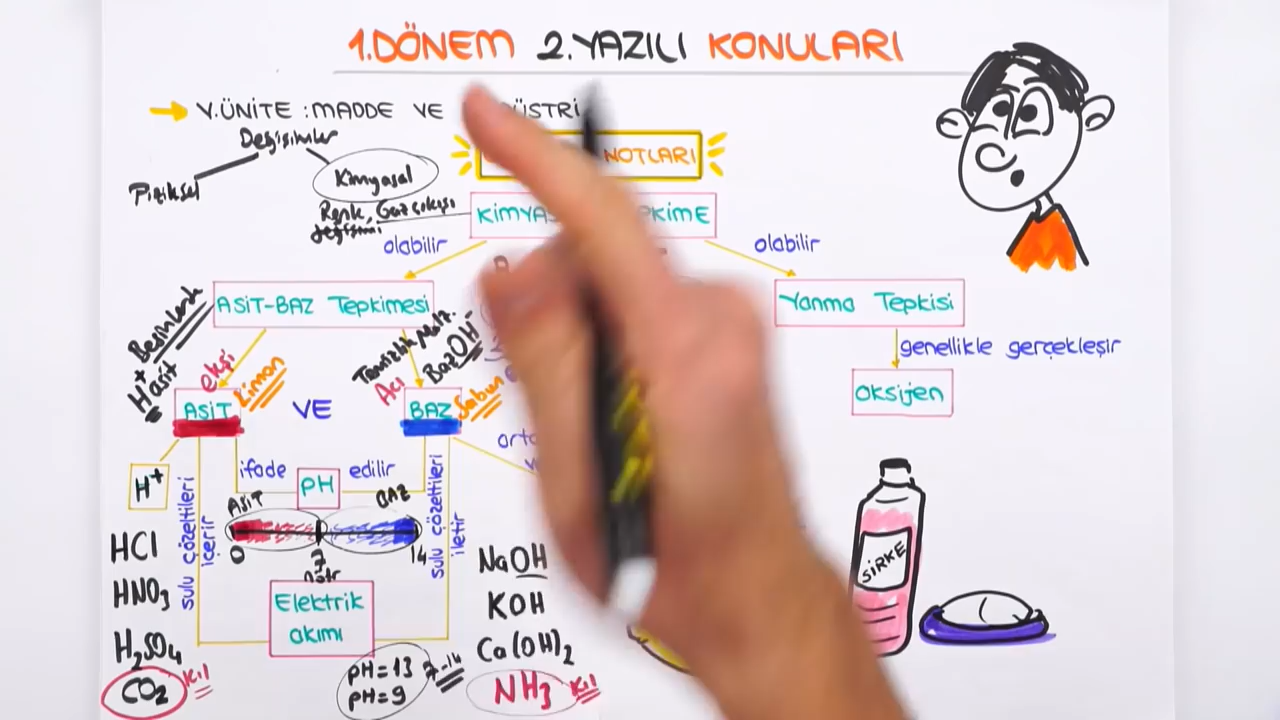 1.DÖNEM 2.YAZILI KONULARI
V.ÜNİTE : MADDE VE
NOTLARI
Değişimler
Fiziksel
Kimyasal
Renk, Gaz çıkışı
değişimi
olabilir
olabilir
ASİT-BAZ Tepkimesi
Yanma Tepkisi
genellikle gerçekleşir
Oksijen
Besinlerde
H+ asit
ekşi
Limon
Acı
Baz OH-
Sabun
ASİT
VE
BAZ
H+
ifade
PH
edilir
ASİT
BAZ
0
7
14
nötr
sulu çözeltileri
içerir
sulu çözeltileri
iletir
Elektrik
akımı
HCl
HNO3
H2SO4
CO2
pH=13
pH=9
7-14
NaOH
KOH
Ca(OH)2
NH3
SİRKE